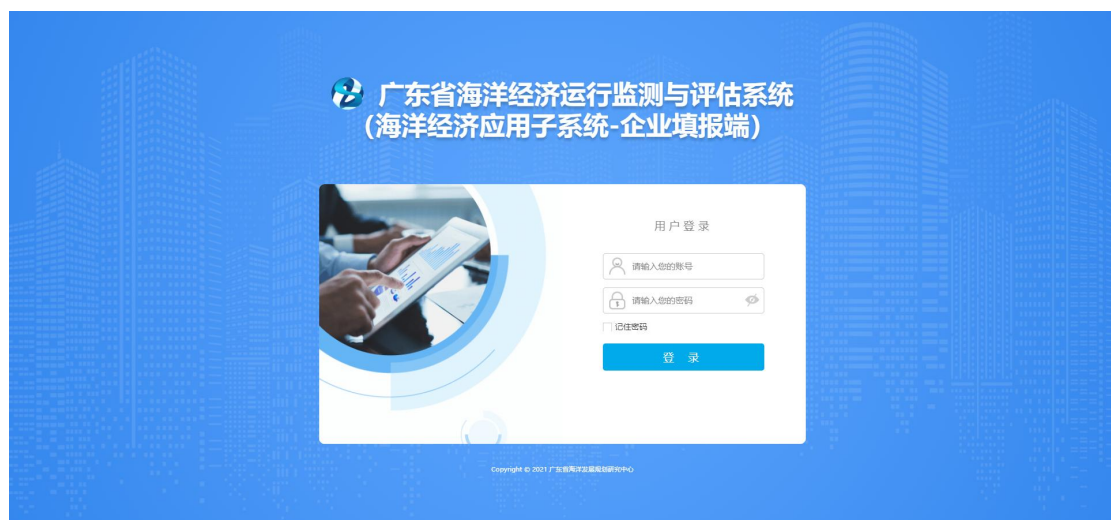 广东省海洋经济运行监测与评估系统
(海洋经济应用子系统-企业填报端)
用户登录
请输入您的账号
请输入您的密码
记住密码
登 录
Copyright © 2021 广东省海洋发展规划研究中心